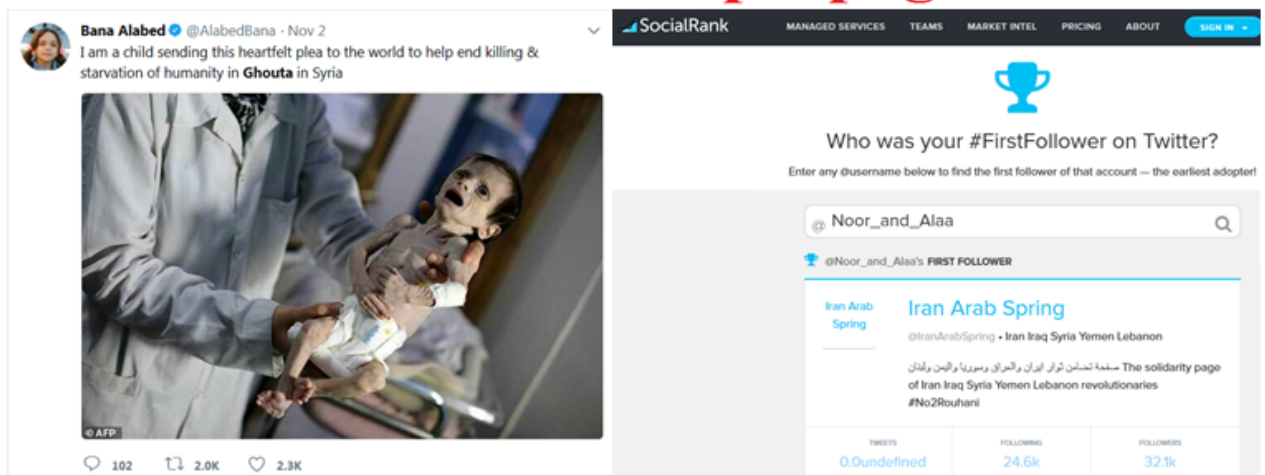 Bana Alabed @AlabedBana · Nov 2
I am a child sending this heartfelt plea to the world to help end killing &
starvation of humanity in Ghouta in Syria
© AFP
102 2.0K 2.3K
SocialRank MANAGED SERVICES TEAMS MARKET INTEL PRICING ABOUT SIGN IN
Who was your #FirstFollower on Twitter?
Enter any @username below to find the first follower of that account — the earliest adopter!
@ Noor_and_Alaa
@Noor_and_Alaa's FIRST FOLLOWER
Iran Arab
Spring
Iran Arab Spring
@IranArabSpring • Iran Iraq Syria Yemen Lebanon
صفحة تضامن ثوار ايران والعراق وسوريا واليمن ولبنان The solidarity page
of Iran Iraq Syria Yemen Lebanon revolutionaries
#No2Rouhani
TWEETS FOLLOWING FOLLOWERS
0.0undefined 24.6k 32.1k